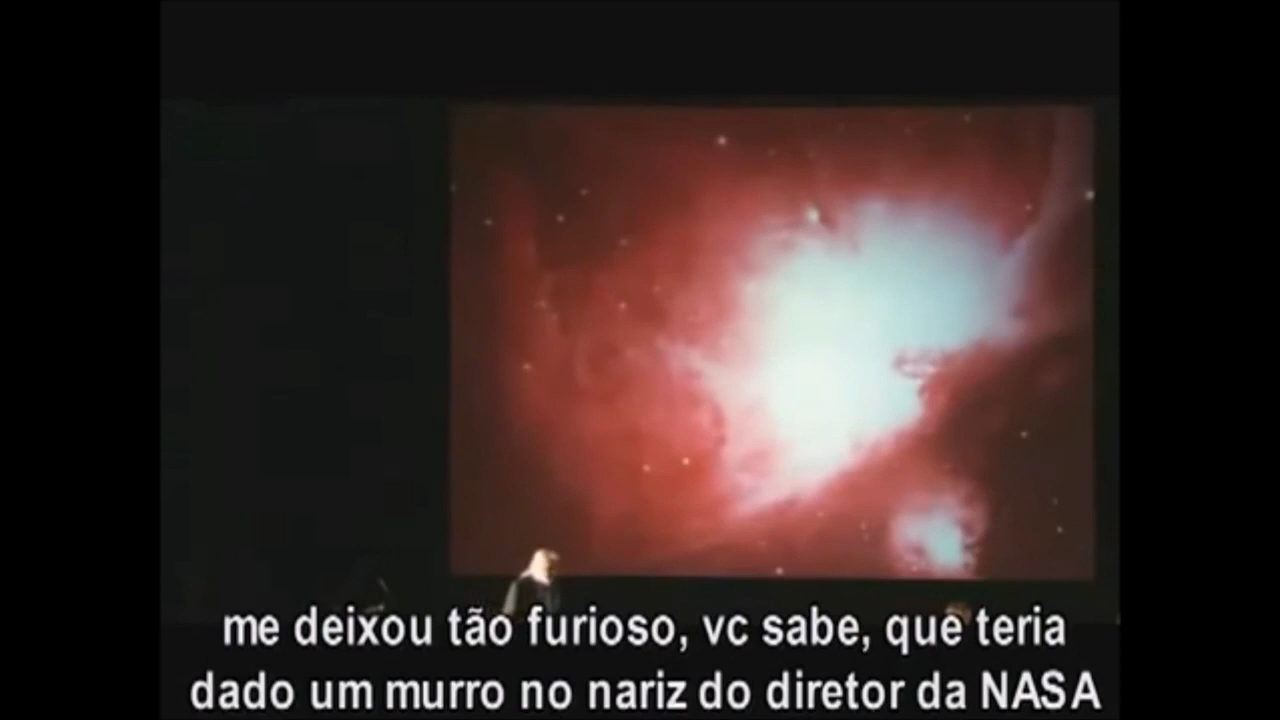 me deixou tão furioso, vc sabe, que teria
dado um murro no nariz do diretor da NASA